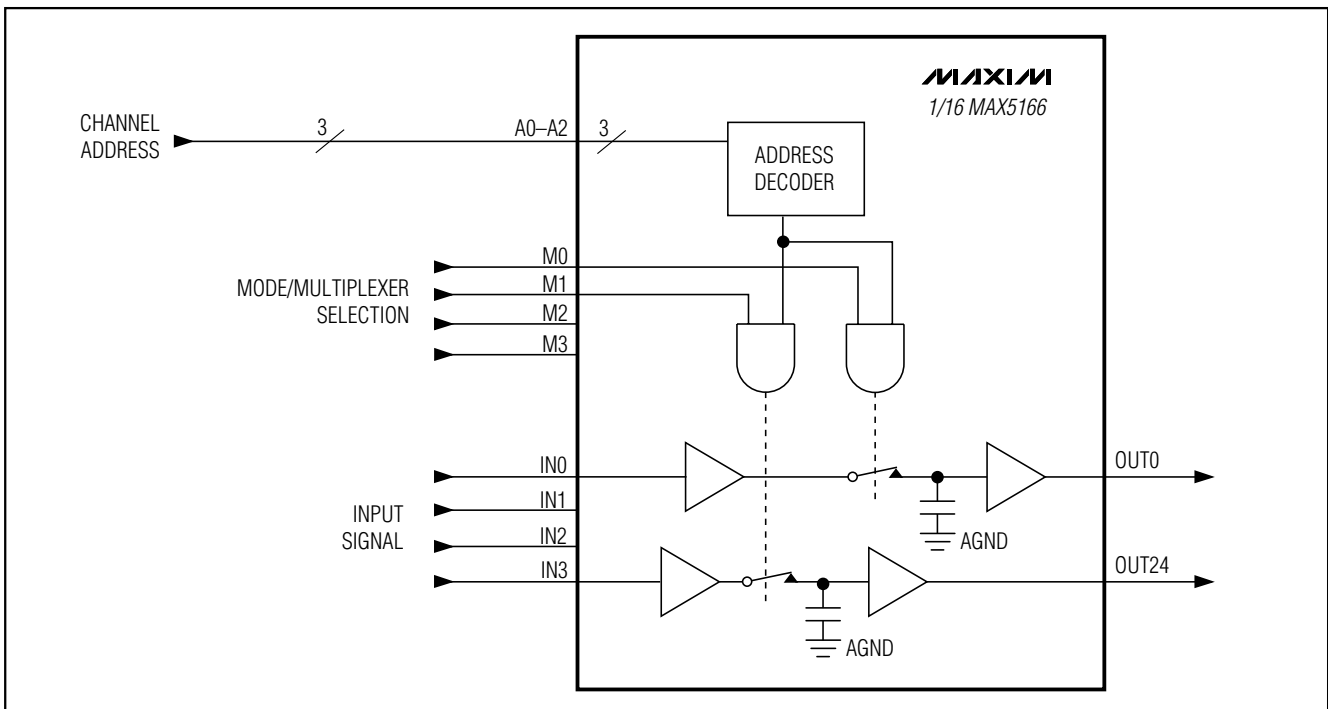 MAXIM
1/16 MAX5166
CHANNEL
ADDRESS
3
A0–A2
3
ADDRESS
DECODER
M0
MODE/MULTIPLEXER
SELECTION
M1
M2
M3
IN0
OUT0
INPUT
SIGNAL
IN1
IN2
AGND
IN3
OUT24
AGND